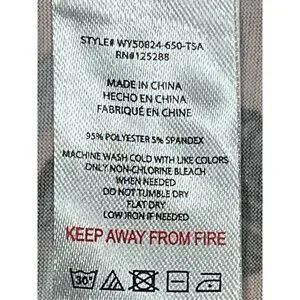 STYLE# WY50824-650-TSA
RN#125288
MADE IN CHINA
HECHO EN CHINA
FABRIQUÉ EN CHINE
95% POLYESTER 5% SPANDEX
MACHINE WASH COLD WITH LIKE COLORS
ONLY NON-CHLORINE BLEACH
WHEN NEEDED
DO NOT TUMBLE DRY
FLAT DRY
LOW IRON IF NEEDED
KEEP AWAY FROM FIRE
30°